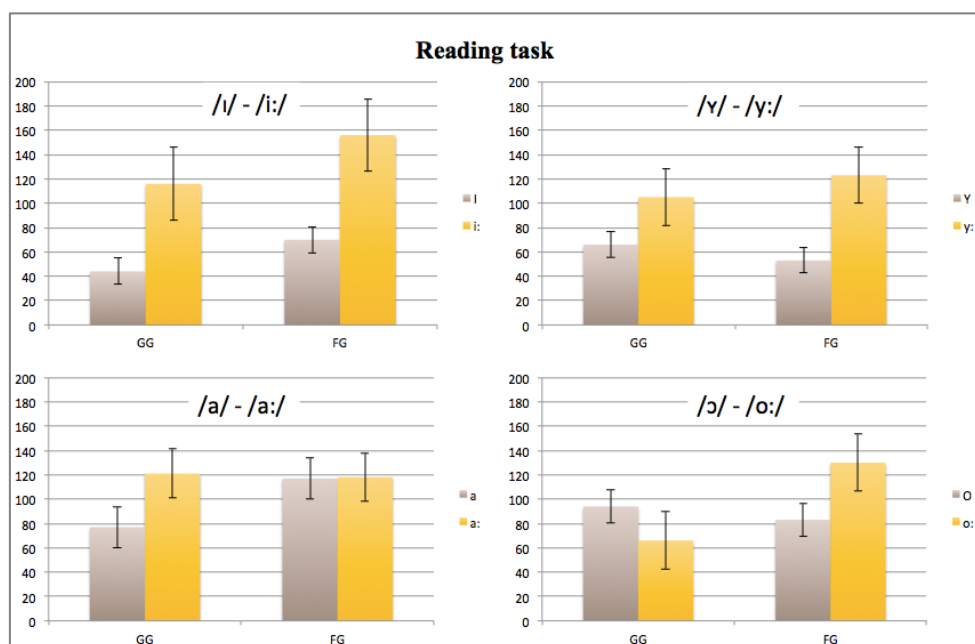 Reading task
/ɪ/ - /i:/
200
180
160
140
120
100
80
60
40
20
0
GG
FG
I
i:
/ʏ/ - /y:/
200
180
160
140
120
100
80
60
40
20
0
GG
FG
Y
y:
/a/ - /a:/
200
180
160
140
120
100
80
60
40
20
0
GG
FG
a
a:
/ɔ/ - /o:/
200
180
160
140
120
100
80
60
40
20
0
GG
FG
O
o: